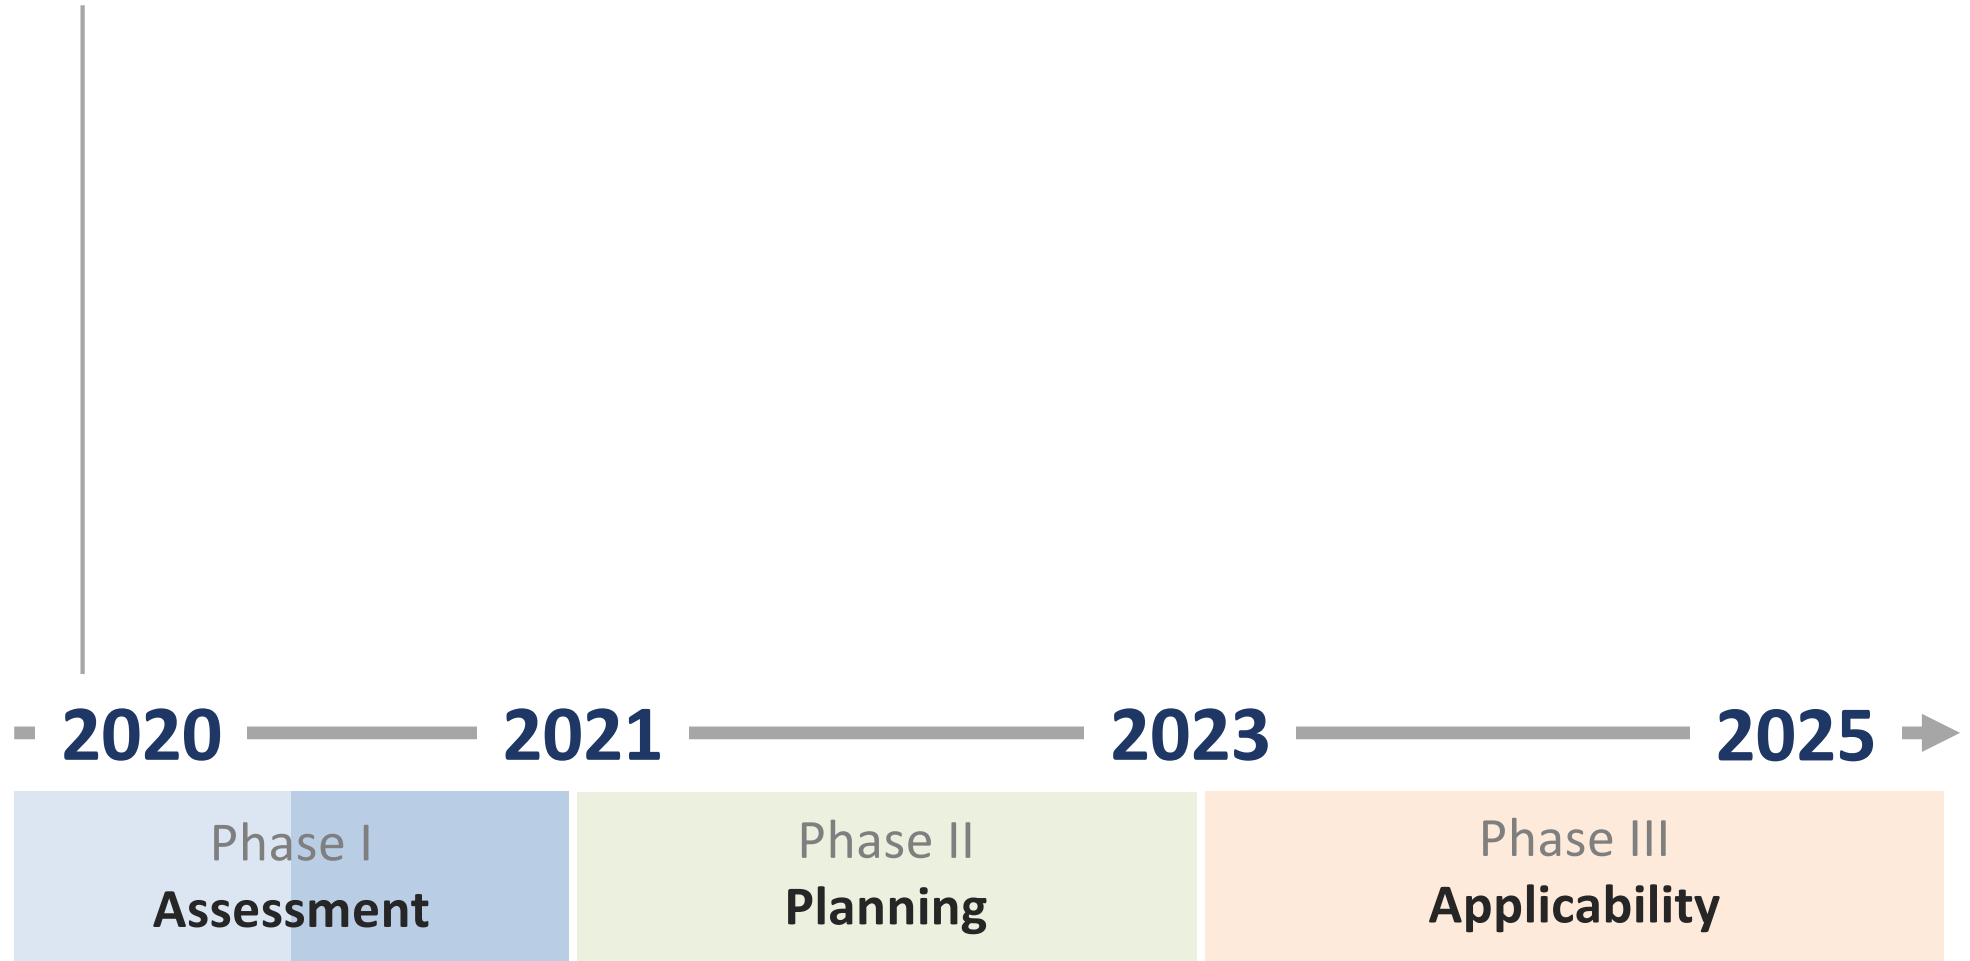 2020 2021 2023 2025
Phase I
Assessment
Phase II
Planning
Phase III
Applicability